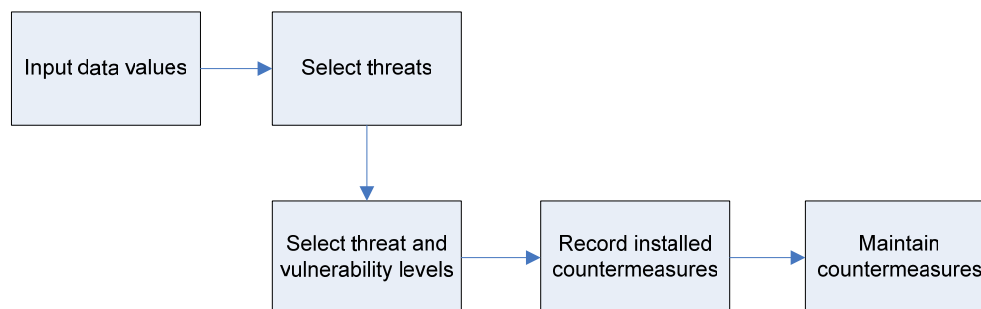 Input data values
Select threats
Select threat and
vulnerability levels
Record installed
countermeasures
Maintain
countermeasures